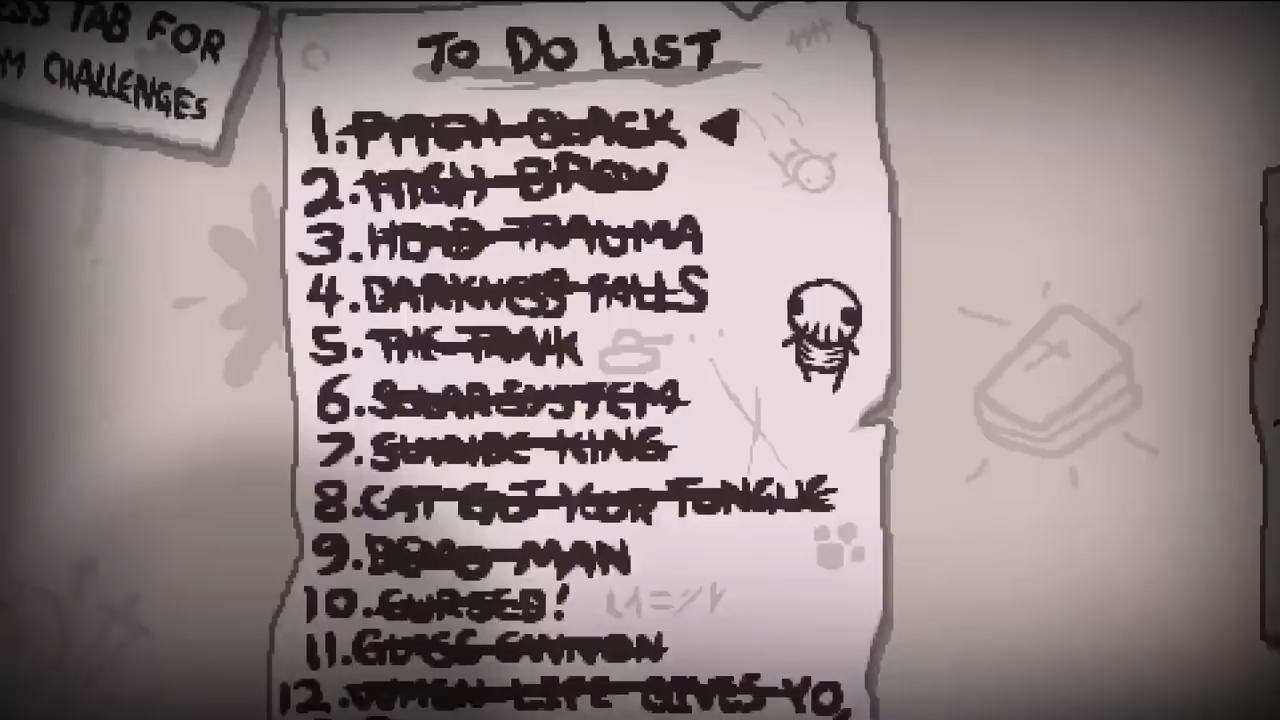 SS TAB FOR
M CHALLENGES
TO DO LIST
1. PITCH BLACK
2. HIGH BROW
3. HEAD TRAUMA
4. DARKNESS FALLS
5. THE TANK
6. SOLAR SYSTEM
7. SUICIDE KING
8. CAT GOT YOUR TONGUE
9. DEMO MAN
10. CURSED!
11. GLASS CANNON
12. WHEN LIFE GIVES YO